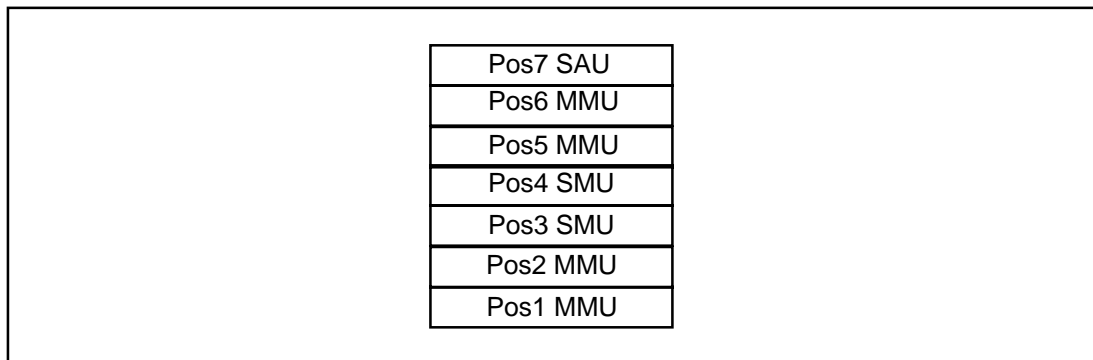 Pos7 SAU
Pos6 MMU
Pos5 MMU
Pos4 SMU
Pos3 SMU
Pos2 MMU
Pos1 MMU